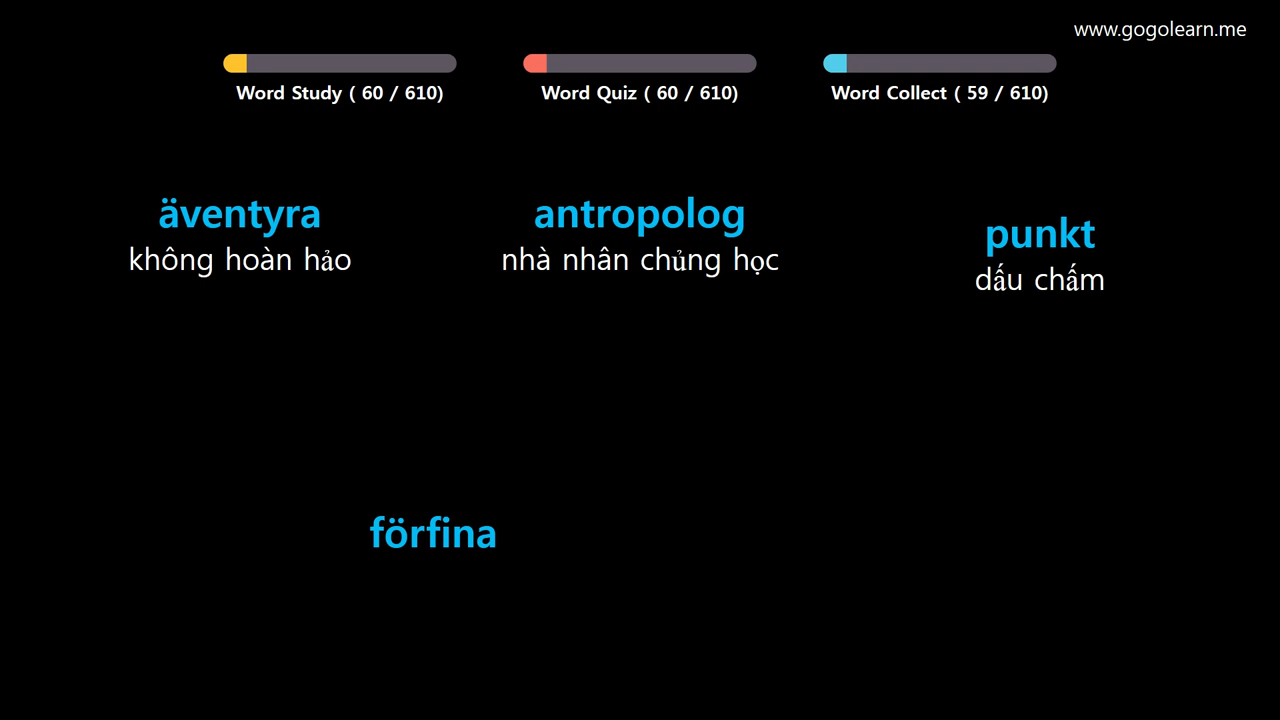 www.gogolearn.me
Word Study ( 60 / 610)
Word Quiz ( 60 / 610)
Word Collect ( 59 / 610)
äventyra
không hoàn hảo
antropolog
nhà nhân chủng học
punkt
dấu chấm
förfina